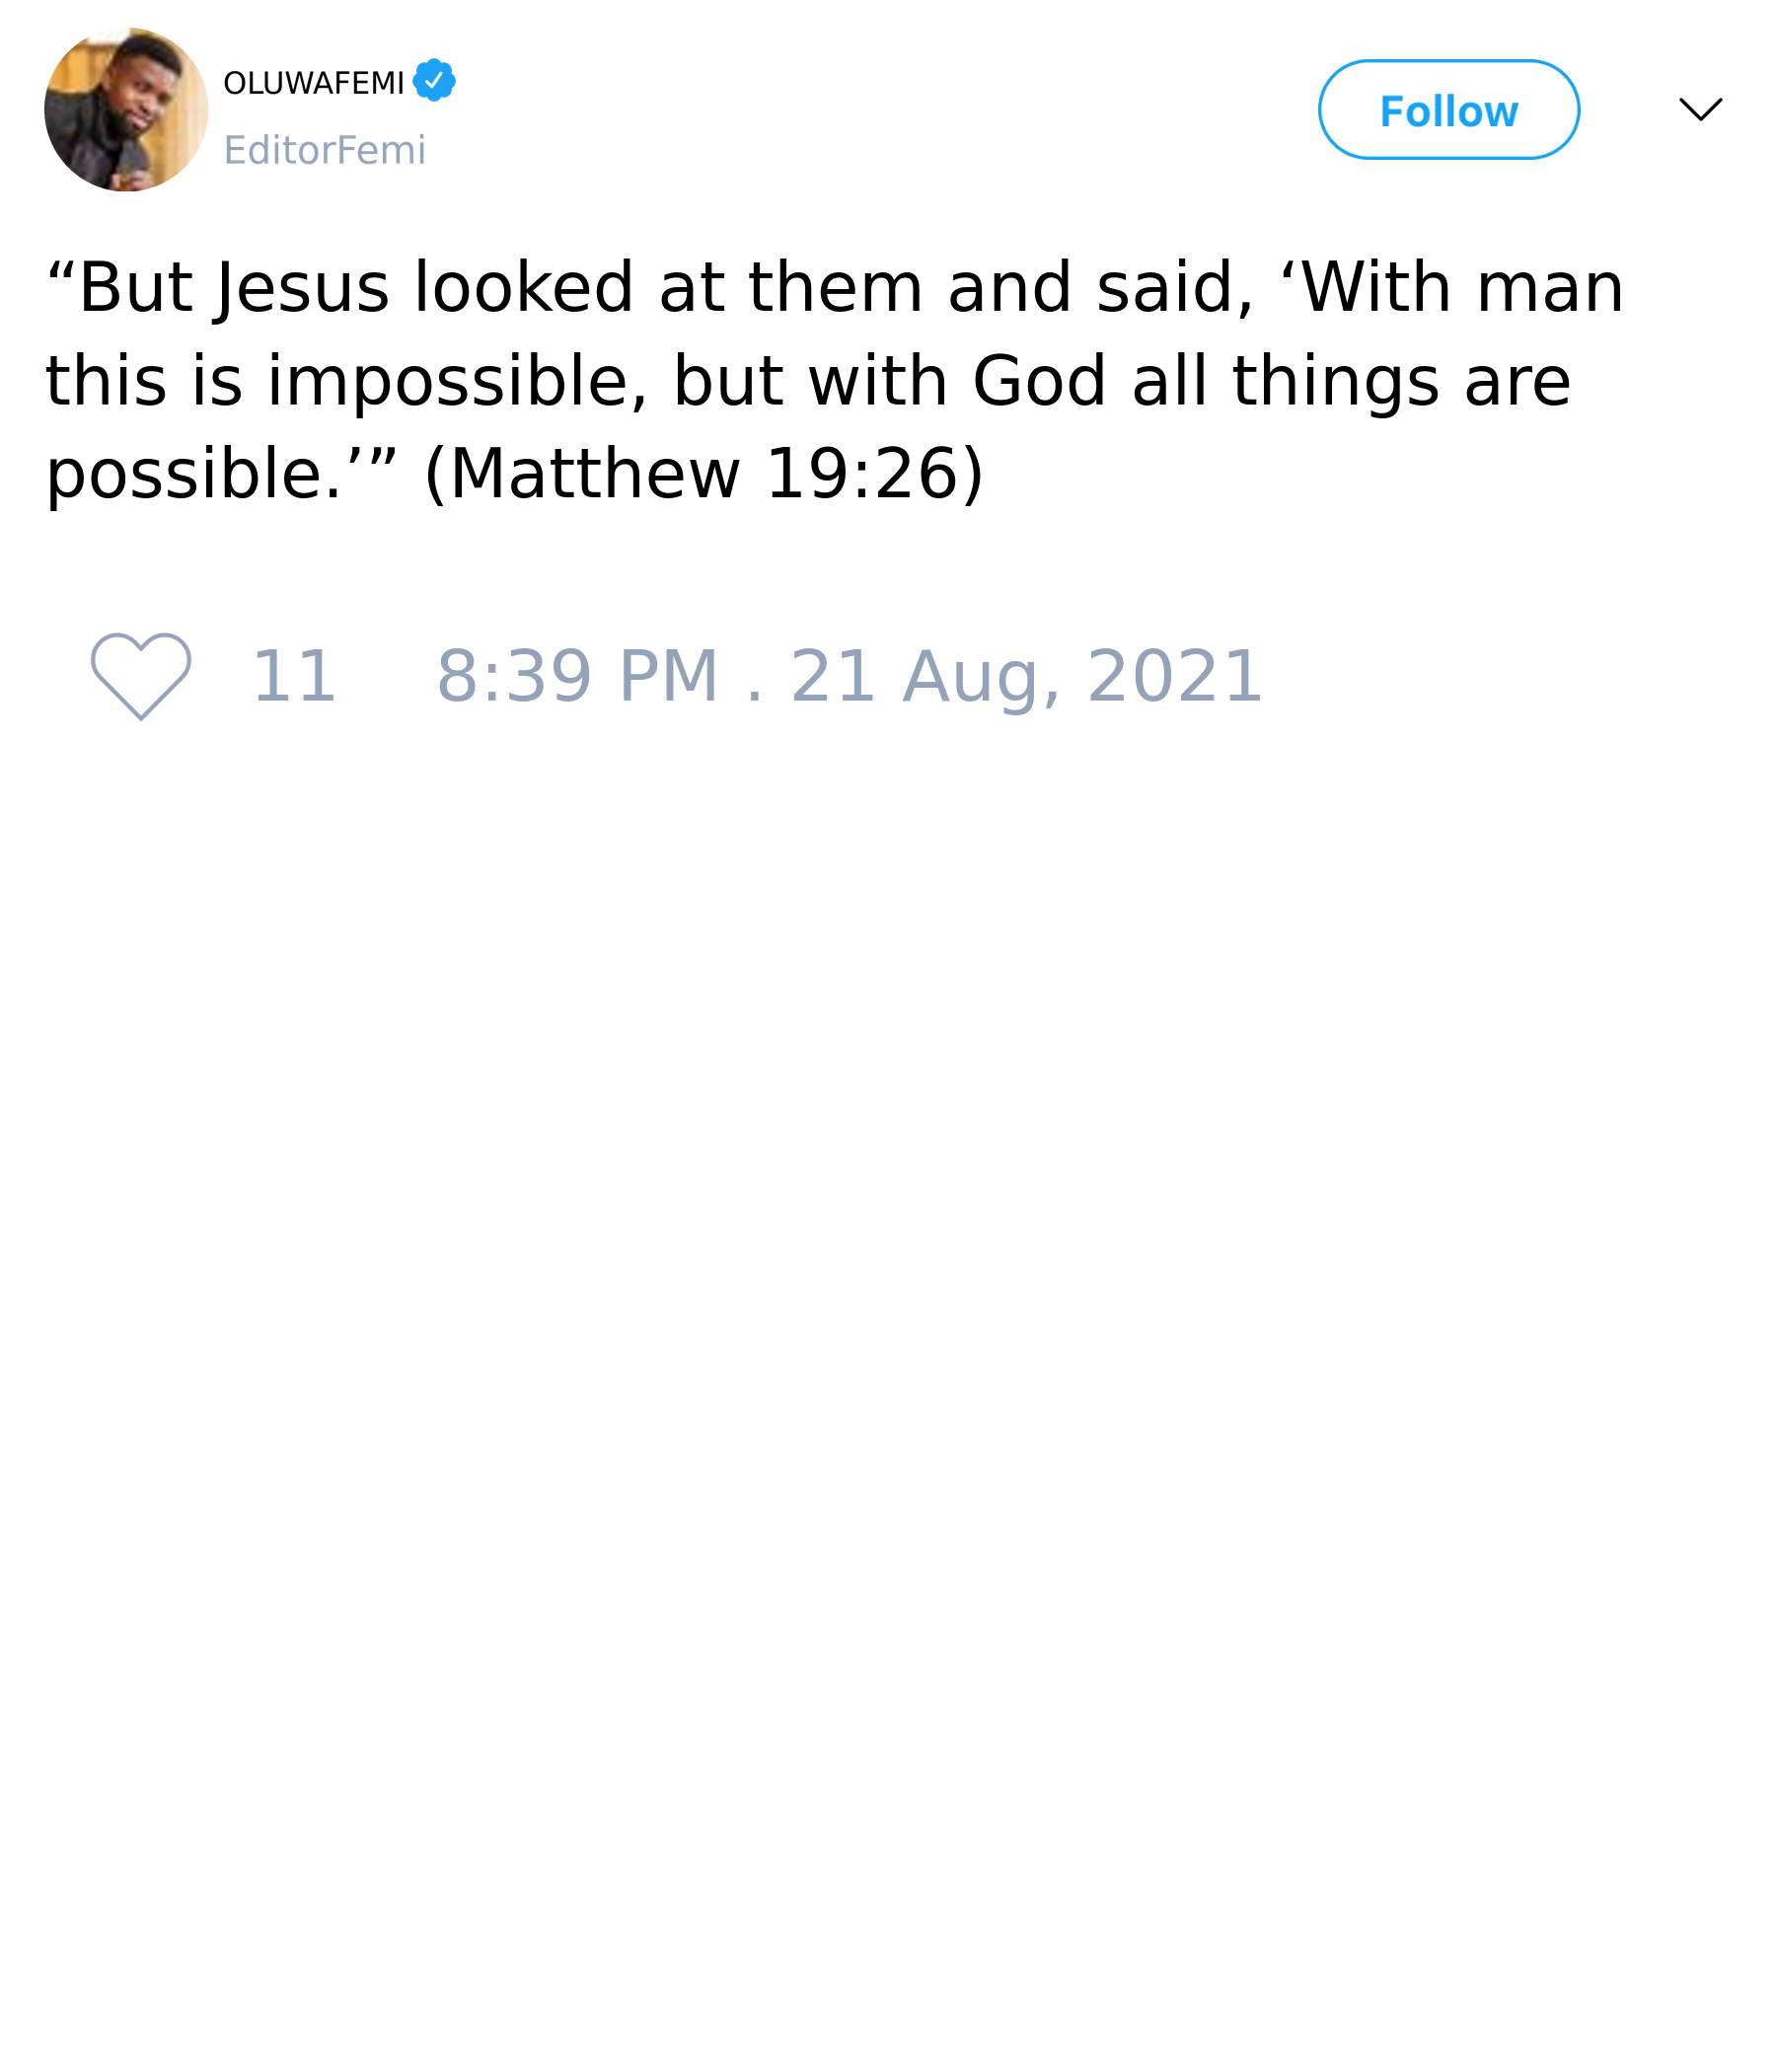 OLUWAFEMI
EditorFemi
Follow
“But Jesus looked at them and said, ‘With man
this is impossible, but with God all things are
possible.’” (Matthew 19:26)
11 8:39 PM . 21 Aug, 2021